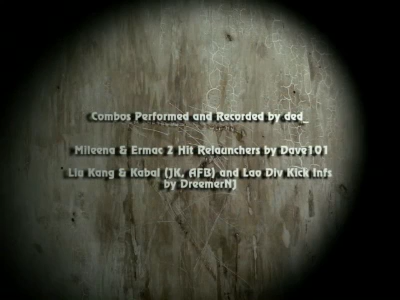 Combos Performed and Recorded by ded_
Mileena & Ermac 2 Hit Relaunchers by Dave101
Liu Kang & Kabal (JK, AFB) and Lao Div Kick Infs
by DreemerNJ